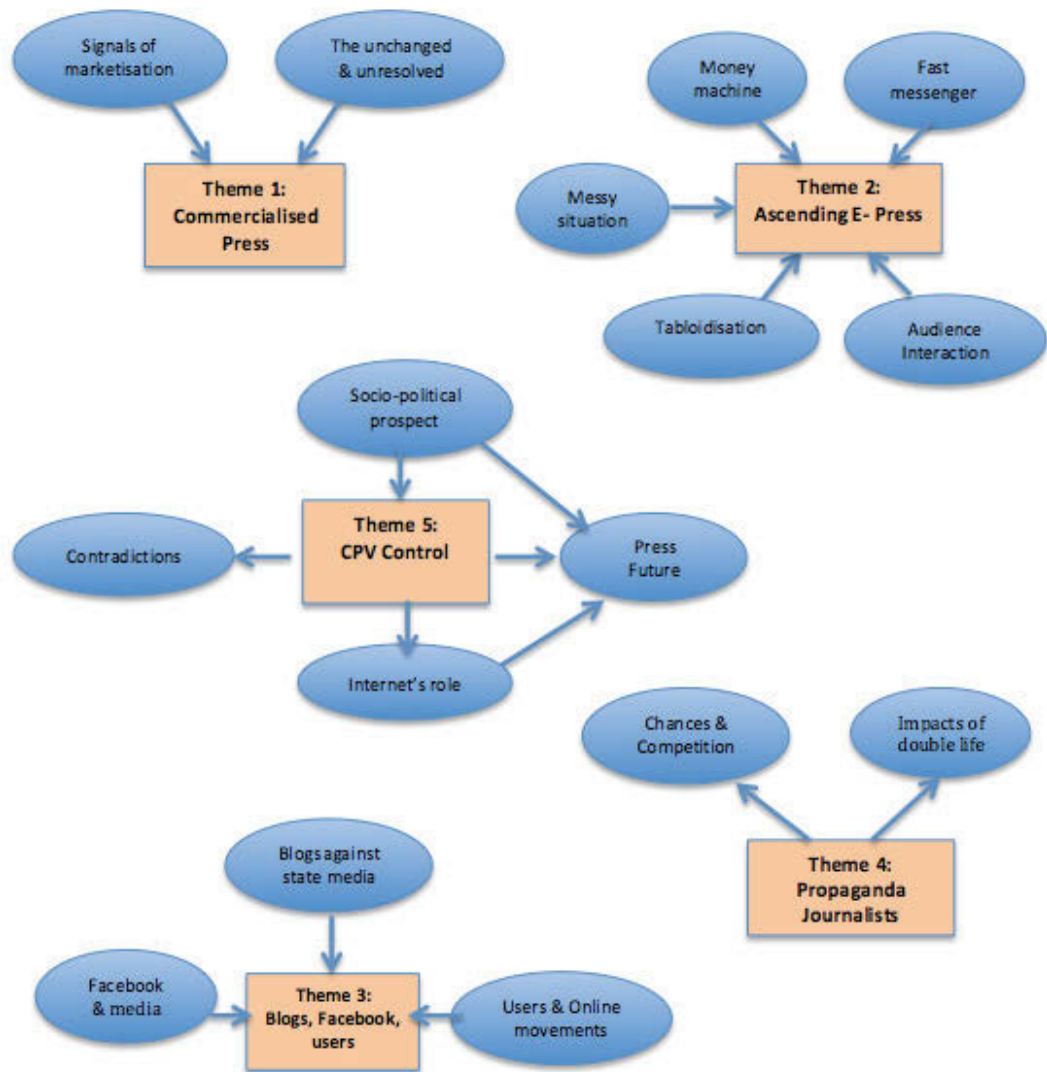 Signals of
marketisation
The unchanged
& unresolved
Theme 1:
Commercialised
Press
Money
machine
Fast
messenger
Messy
situation
Theme 2:
Ascending E- Press
Tabloidisation
Audience
Interaction
Socio-political
prospect
Theme 5:
CPV Control
Contradictions
Press
Future
Internet's role
Chances &
Competition
Impacts of
double life
Theme 4:
Propaganda
Journalists
Blogs against
state media
Facebook
& media
Theme 3:
Blogs, Facebook,
users
Users & Online
movements